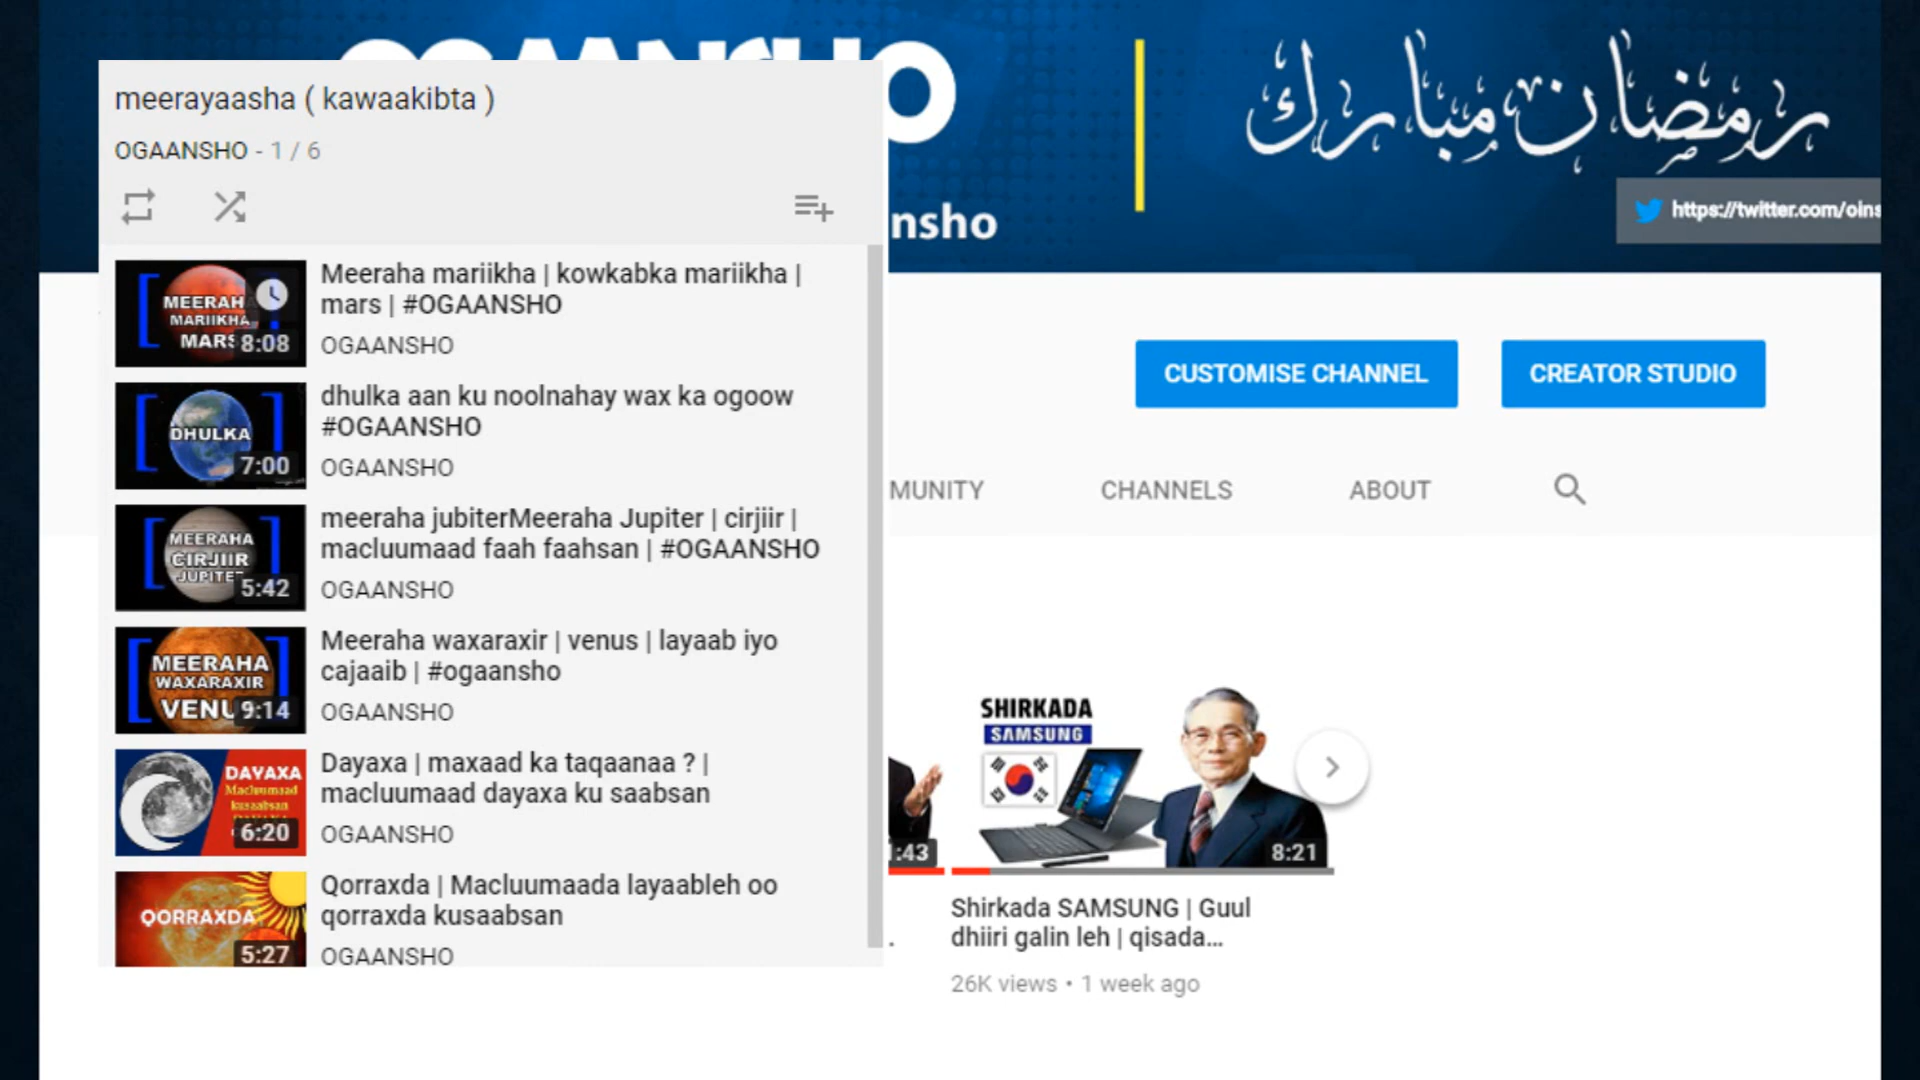 meerayaasha ( kawaakibta )
OGAANSHO - 1 / 6
MEERAHA
MARIIKHA
MARS
8:08
Meeraha mariikha | kowkabka mariikha |
mars | #OGAANSHO
OGAANSHO
DHULKA
7:00
dhulka aan ku noolnahay wax ka ogoow
#OGAANSHO
OGAANSHO
MEERAHA
CIRJIIR
JUPITER
5:42
meeraha jubiterMeeraha Jupiter | cirjiir |
macluumaad faah faahsan | #OGAANSHO
OGAANSHO
MEERAHA
WAXARAXIR
VENU
9:14
Meeraha waxaraxir | venus | layaab iyo
cajaaib | #ogaansho
OGAANSHO
DAYAXA
Macluumaad
kusaabsan
6:20
Dayaxa | maxaad ka taqaanaa ? |
macluumaad dayaxa ku saabsan
OGAANSHO
QORRAXDA
5:27
Qorraxda | Macluumaada layaableh oo
qorraxda kusaabsan
OGAANSHO
OGAANSHO
nsho
رمضان مبارك
https://twitter.com/oins
CUSTOMISE CHANNEL
CREATOR STUDIO
MUNITY
CHANNELS
ABOUT
:43
SHIRKADA
SAMSUNG
8:21
Shirkada SAMSUNG | Guul
dhiiri galin leh | qisada...
26K views • 1 week ago